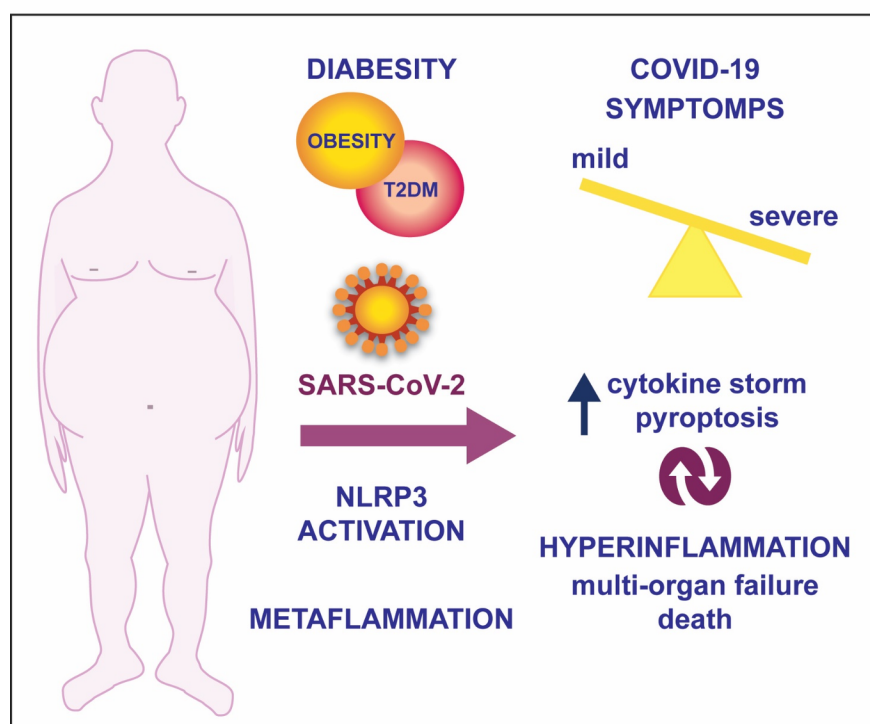 DIABESITY
OBESITY
T2DM
SARS-CoV-2
NLRP3
ACTIVATION
METAFLAMMATION
COVID-19
SYMPTOMPS
mild
severe
cytokine storm
pyroptosis
HYPERINFLAMMATION
multi-organ failure
death